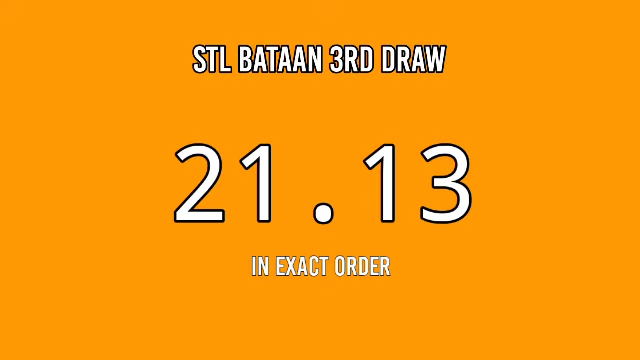 STL BATAAN 3RD DRAW
21.13
IN EXACT ORDER